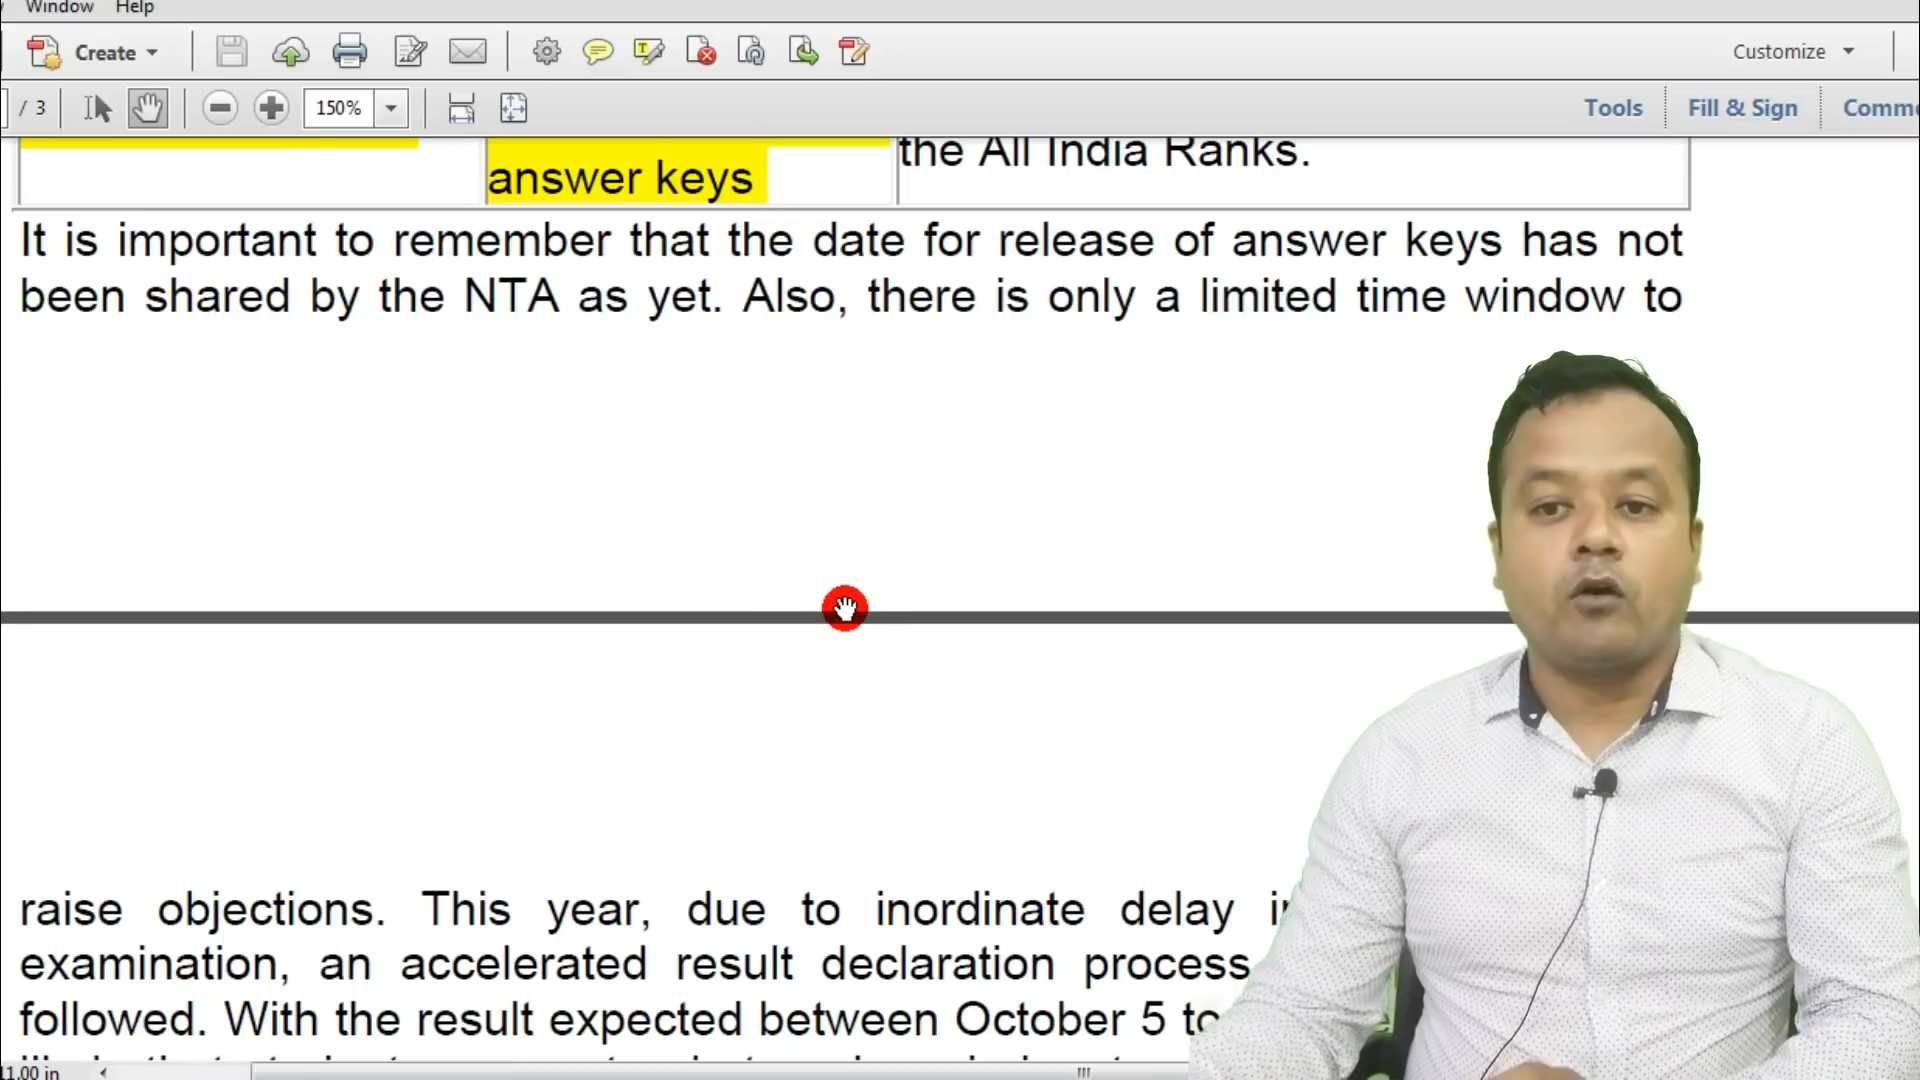 Window Help
Create
Customize
/ 3
150%
Tools
Fill & Sign
the All India Ranks.
answer keys
It is important to remember that the date for release of answer keys has not
been shared by the NTA as yet. Also, there is only a limited time window to
raise objections. This year, due to inordinate delay
examination, an accelerated result declaration process
followed. With the result expected between October 5 to
11.00 in